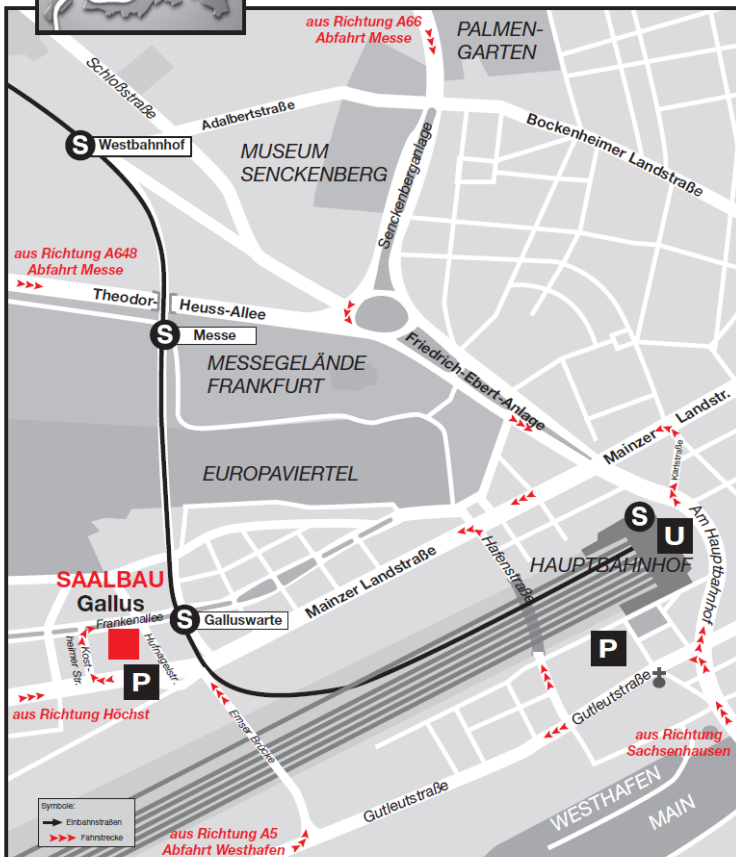 aus Richtung A66
Abfahrt Messe
PALMEN-
GARTEN
Schloßstraße
Adalbertstraße
Bockenheimer Landstraße
S Westbahnhof
MUSEUM
SENCKENBERG
Senckenberganlage
aus Richtung A648
Abfahrt Messe
Theodor-
Heuss-Allee
S Messe
MESSEGELÄNDE
FRANKFURT
Friedrich-Ebert-Anlage
Mainzer Landstr.
Karlstraße
EUROPAVIERTEL
S
U
Am Hauptbahnhof
HAUPTBAHNHOF
Hafenstraße
Mainzer Landstraße
SAALBAU
Gallus
Frankenallee
S Galluswarte
Kost-
heimer Str.
Hufnagelstr.
P
P
aus Richtung Höchst
Emser Brücke
Gutleutstraße
aus Richtung
Sachsenhausen
Gutleutstraße
WESTHAFEN
MAIN
Symbole:
Einbahnstraßen
Fahrstrecke
aus Richtung A5
Abfahrt Westhafen